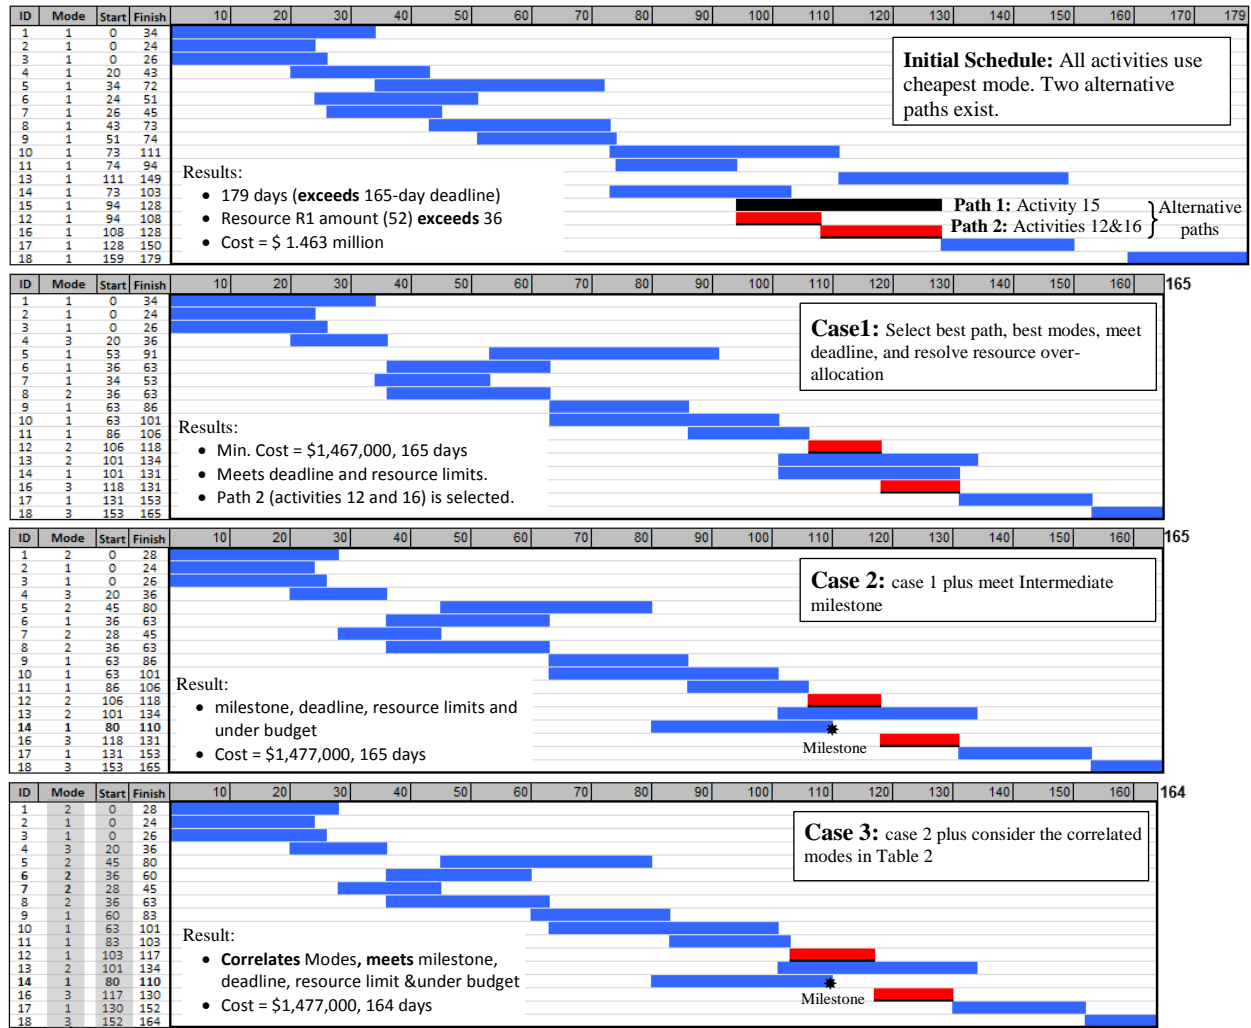 ID Mode Start Finish 10 20 30 40 50 60 70 80 90 100 110 120 130 140 150 160 170 179
1 1 0 34
2 1 0 24
3 1 0 26
4 1 20 43
5 1 34 72
6 1 24 51
7 1 26 45
8 1 43 73
9 1 51 74
10 1 73 111
11 1 74 94
13 1 111 149
14 1 73 103
15 1 94 128
12 1 94 108
16 1 108 128
17 1 128 150
18 1 159 179
Initial Schedule: All activities use
cheapest mode. Two alternative
paths exist.
Results:
• 179 days (exceeds 165-day deadline)
• Resource R1 amount (52) exceeds 36
• Cost = $ 1.463 million
Path 1: Activity 15
Path 2: Activities 12&16
Alternative
paths
ID Mode Start Finish 10 20 30 40 50 60 70 80 90 100 110 120 130 140 150 160 165
1 1 0 34
2 1 0 24
3 1 0 26
4 3 20 36
5 1 53 91
6 1 36 63
7 1 34 53
8 2 36 63
9 1 63 86
10 1 63 101
11 1 86 106
12 2 106 118
13 2 101 134
14 1 101 131
16 3 118 131
17 1 131 153
18 3 153 165
Case1: Select best path, best modes, meet
deadline, and resolve resource over-
allocation
Results:
• Min. Cost = $1,467,000, 165 days
• Meets deadline and resource limits.
• Path 2 (activities 12 and 16) is selected.
ID Mode Start Finish 10 20 30 40 50 60 70 80 90 100 110 120 130 140 150 160 165
1 2 0 28
2 1 0 24
3 1 0 26
4 3 20 36
5 2 45 80
6 1 36 63
7 2 28 45
8 2 36 63
9 1 63 86
10 1 63 101
11 1 86 106
12 2 106 118
13 2 101 134
14 1 80 110
16 3 118 131
17 1 131 153
18 3 153 165
Case 2: case 1 plus meet Intermediate
milestone
Result:
• milestone, deadline, resource limits and
under budget
• Cost = $1,477,000, 165 days
Milestone
ID Mode Start Finish 10 20 30 40 50 60 70 80 90 100 110 120 130 140 150 160 164
1 2 0 28
2 1 0 24
3 1 0 26
4 3 20 36
5 2 45 80
6 2 36 60
7 2 28 45
8 2 36 63
9 1 60 83
10 1 63 101
11 1 83 103
12 1 103 117
13 2 101 134
14 1 80 110
16 3 117 130
17 1 130 152
18 3 152 164
Case 3: case 2 plus consider the correlated
modes in Table 2
Result:
• Correlates Modes, meets milestone,
deadline, resource limit &under budget
• Cost = $1,477,000, 164 days
Milestone